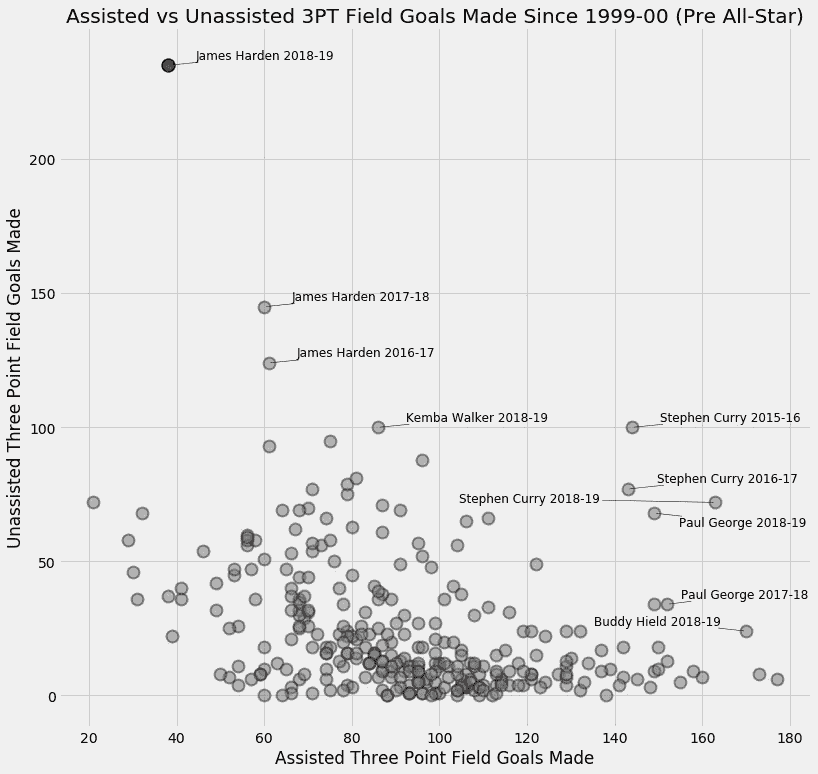 Assisted vs Unassisted 3PT Field Goals Made Since 1999-00 (Pre All-Star)
James Harden 2018-19
200
James Harden 2017-18
150
James Harden 2016-17
Kemba Walker 2018-19
Stephen Curry 2015-16
100
Stephen Curry 2016-17
Stephen Curry 2018-19
Paul George 2018-19
50
Paul George 2017-18
Buddy Hield 2018-19
0
Unassisted Three Point Field Goals Made
20 40 60 80 100 120 140 160 180
Assisted Three Point Field Goals Made